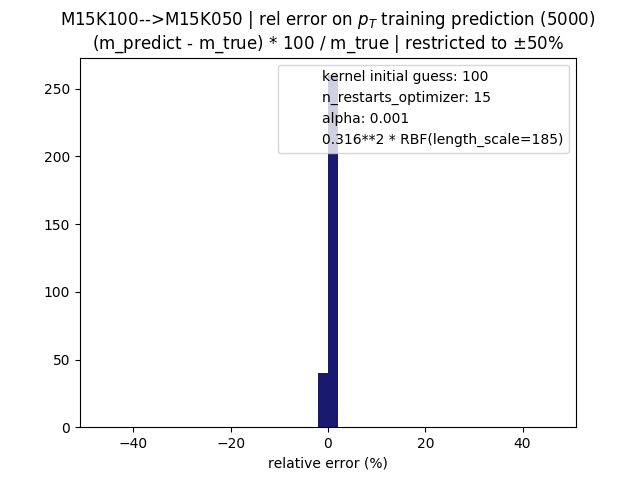 M15K100-->M15K050 | rel error on p_T training prediction (5000)
(m_predict - m_true) * 100 / m_true | restricted to ±50%
kernel initial guess: 100
n_restarts_optimizer: 15
alpha: 0.001
0.316**2 * RBF(length_scale=185)
250
200
150
100
50
0
−40 −20 0 20 40
relative error (%)